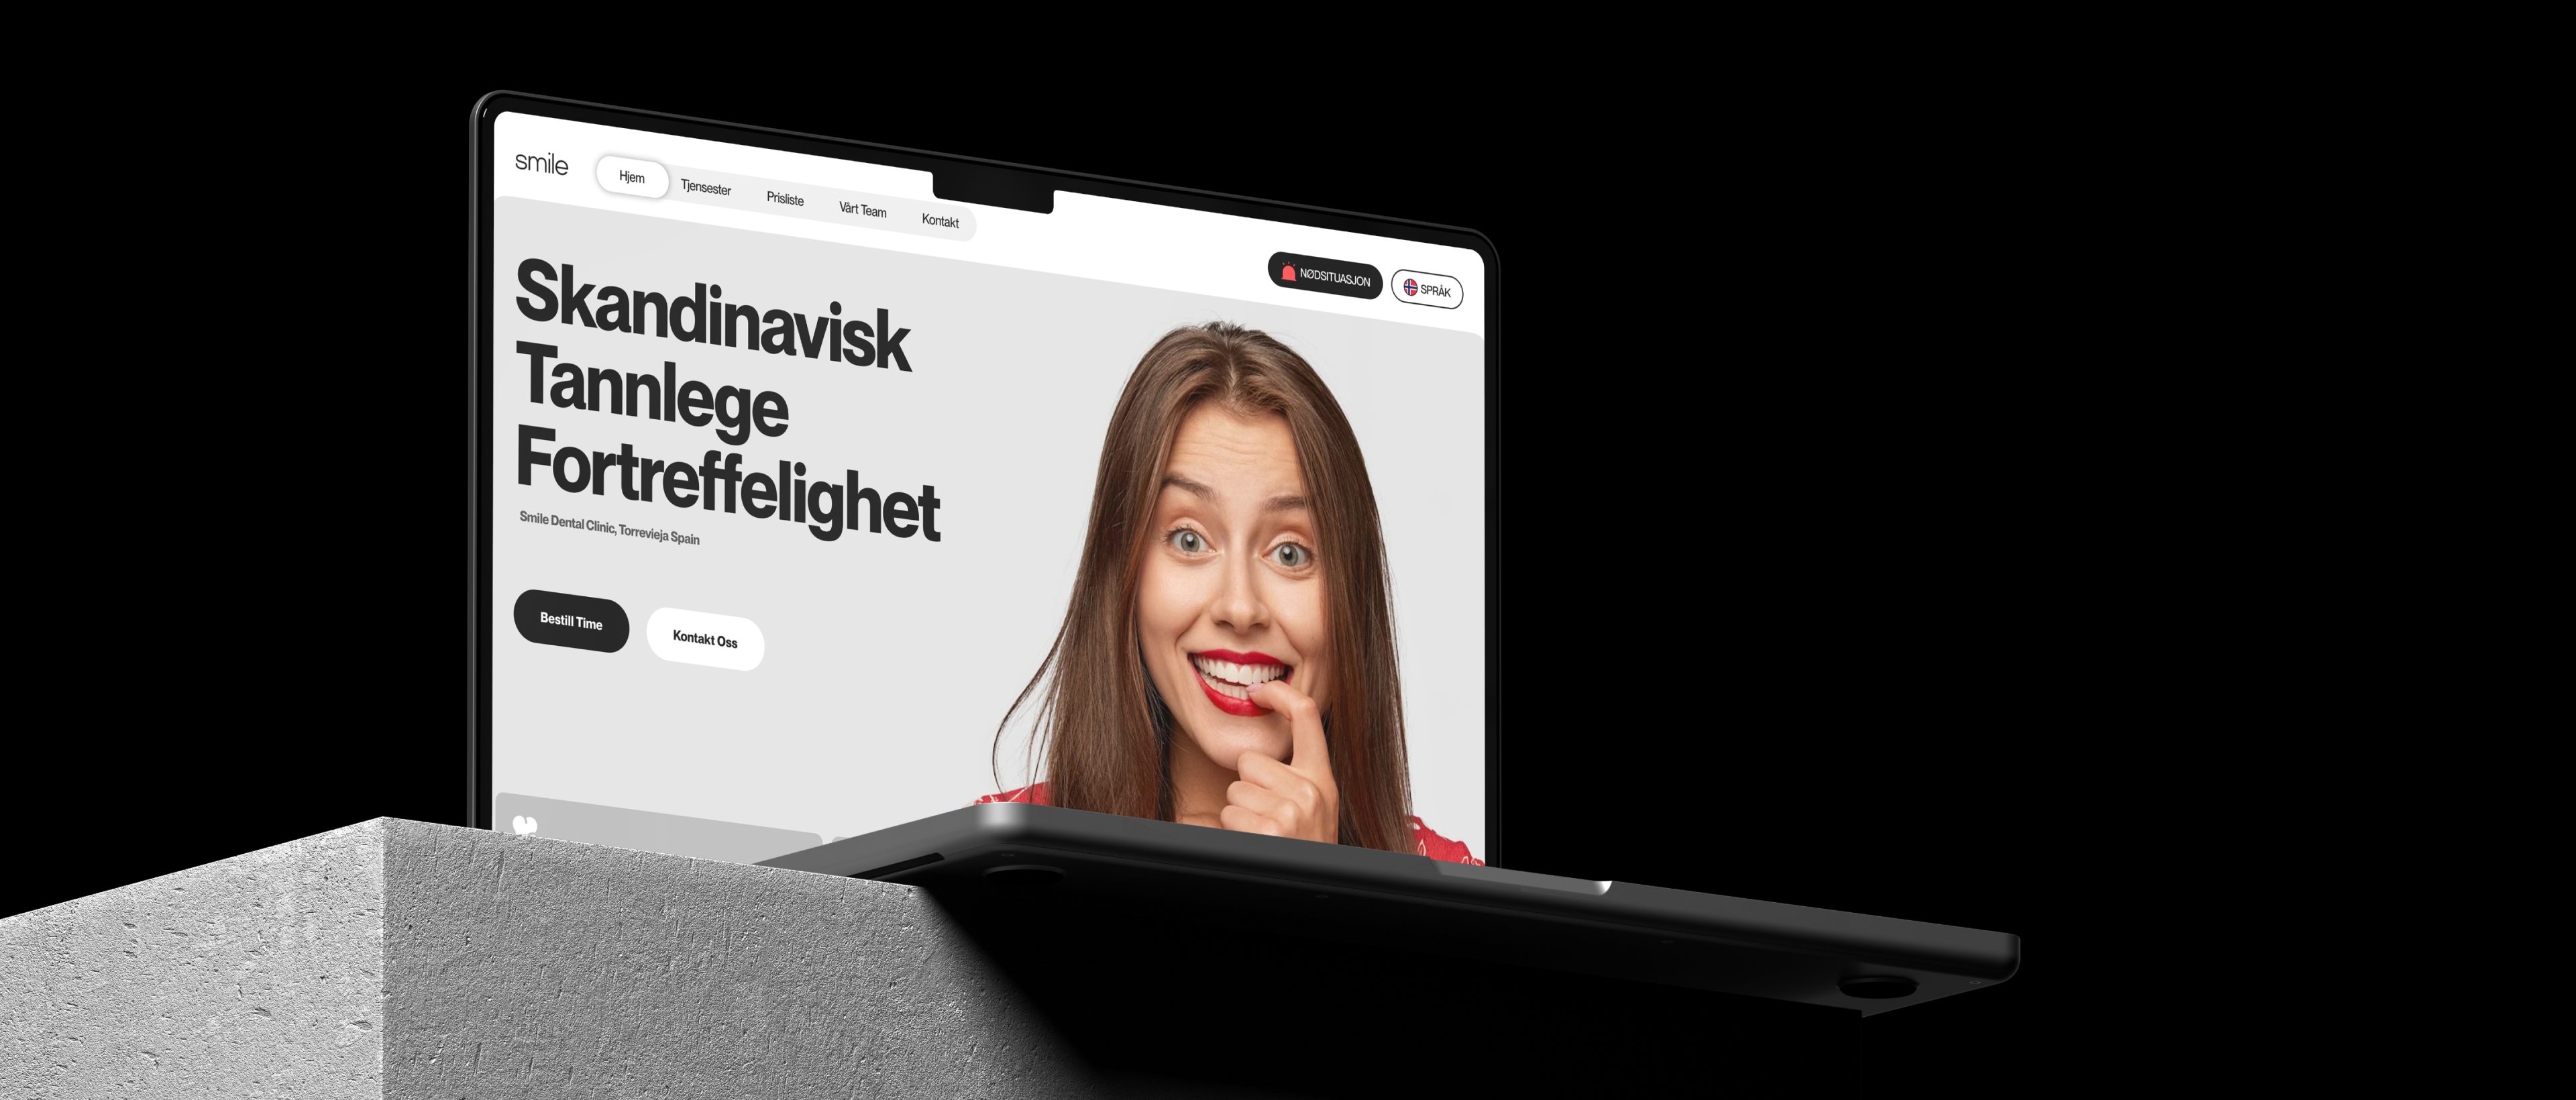 smile
Hjem
Tjensester
Prisliste
Vårt Team
Kontakt
NØDSITUASJON
SPRÅK
Skandinavisk
Tannlege
Fortreffelighet
Smile Dental Clinic, Torrevieja Spain
Bestill Time
Kontakt Oss